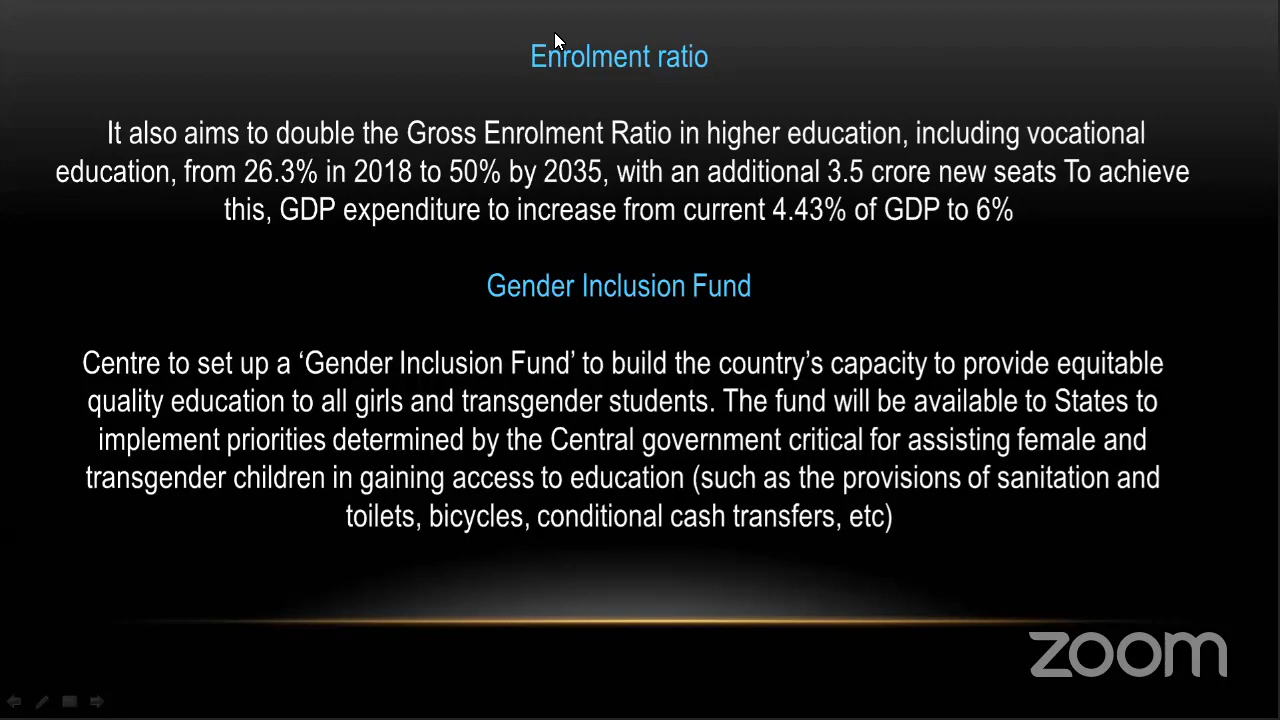 Enrolment ratio
It also aims to double the Gross Enrolment Ratio in higher education, including vocational
education, from 26.3% in 2018 to 50% by 2035, with an additional 3.5 crore new seats To achieve
this, GDP expenditure to increase from current 4.43% of GDP to 6%
Gender Inclusion Fund
Centre to set up a ‘Gender Inclusion Fund’ to build the country’s capacity to provide equitable
quality education to all girls and transgender students. The fund will be available to States to
implement priorities determined by the Central government critical for assisting female and
transgender children in gaining access to education (such as the provisions of sanitation and
toilets, bicycles, conditional cash transfers, etc)
zoom